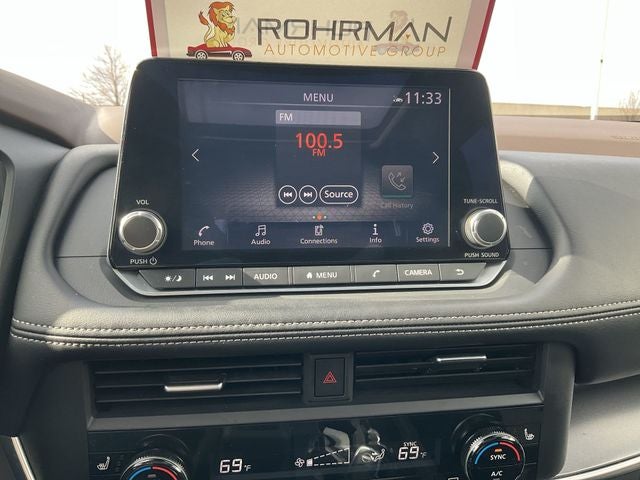 ROHRMAN
AUTOMOTIVE GROUP
MENU
11:33
FM
100.5
FM
Source
Call History
VOL
TUNE·SCROLL
Phone
Audio
Connections
Info
Settings
PUSH
PUSH SOUND
AUDIO
MENU
CAMERA
69°F
SYNC
69°F
SYNC
A/C